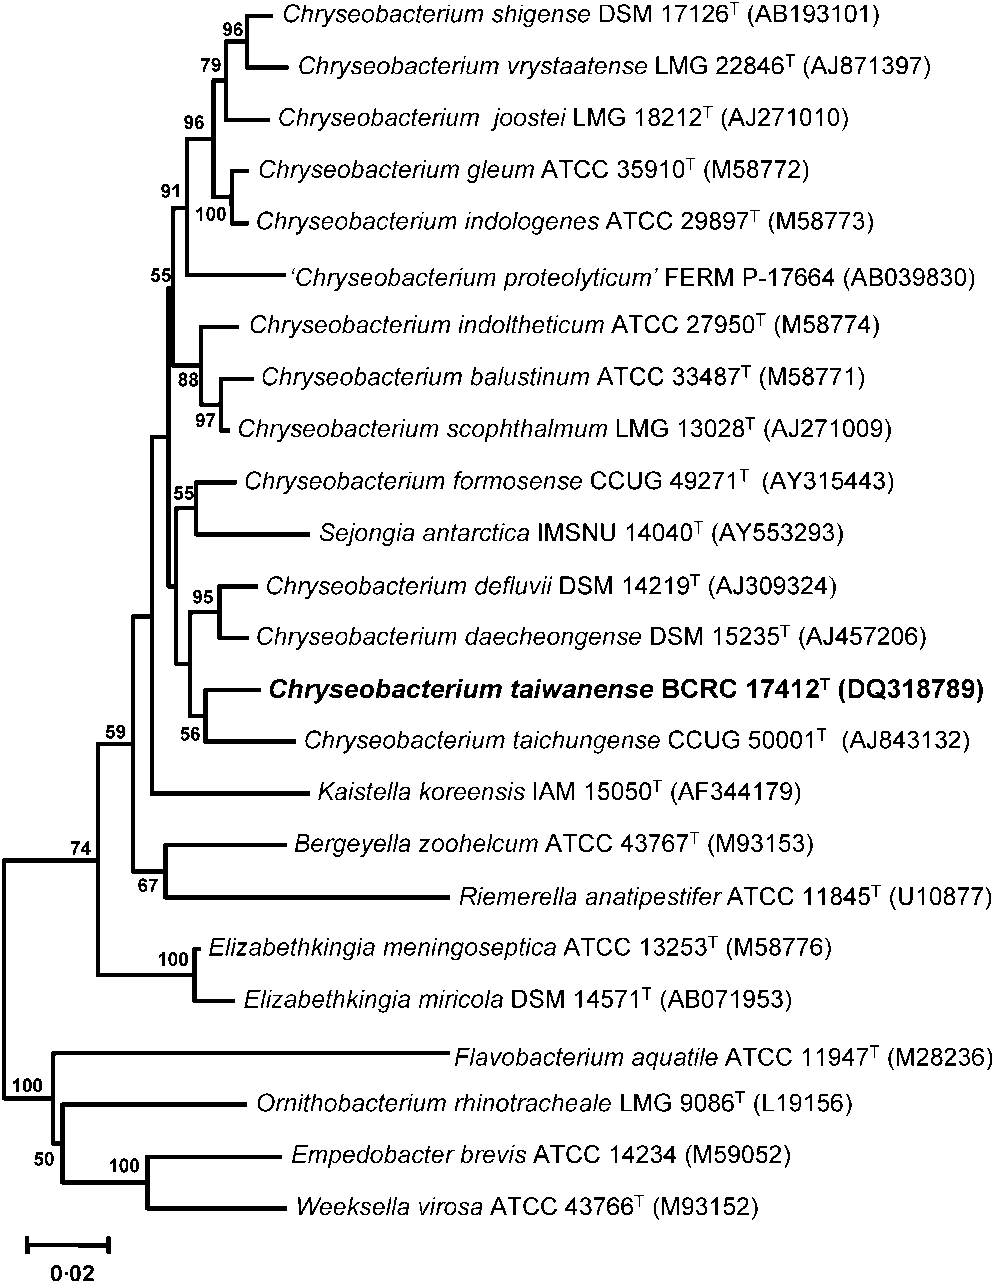 96
Chryseobacterium shigense DSM 17126ᵀ (AB193101)
79
Chryseobacterium vrystaatense LMG 22846ᵀ (AJ871397)
96
Chryseobacterium joostei LMG 18212ᵀ (AJ271010)
91
Chryseobacterium gleum ATCC 35910ᵀ (M58772)
100
Chryseobacterium indologenes ATCC 29897ᵀ (M58773)
55
‘Chryseobacterium proteolyticum’ FERM P-17664 (AB039830)
Chryseobacterium indoltheticum ATCC 27950ᵀ (M58774)
88
Chryseobacterium balustinum ATCC 33487ᵀ (M58771)
97
Chryseobacterium scophthalmum LMG 13028ᵀ (AJ271009)
55
Chryseobacterium formosense CCUG 49271ᵀ (AY315443)
Sejongia antarctica IMSNU 14040ᵀ (AY553293)
95
Chryseobacterium defluvii DSM 14219ᵀ (AJ309324)
Chryseobacterium daecheongense DSM 15235ᵀ (AJ457206)
Chryseobacterium taiwanense BCRC 17412ᵀ (DQ318789)
59
56
Chryseobacterium taichungense CCUG 50001ᵀ (AJ843132)
Kaistella koreensis IAM 15050ᵀ (AF344179)
74
Bergeyella zoohelcum ATCC 43767ᵀ (M93153)
67
Riemerella anatipestifer ATCC 11845ᵀ (U10877)
100
Elizabethkingia meningoseptica ATCC 13253ᵀ (M58776)
Elizabethkingia miricola DSM 14571ᵀ (AB071953)
100
Flavobacterium aquatile ATCC 11947ᵀ (M28236)
Ornithobacterium rhinotracheale LMG 9086ᵀ (L19156)
50
100
Empedobacter brevis ATCC 14234 (M59052)
Weeksella virosa ATCC 43766ᵀ (M93152)
0·02